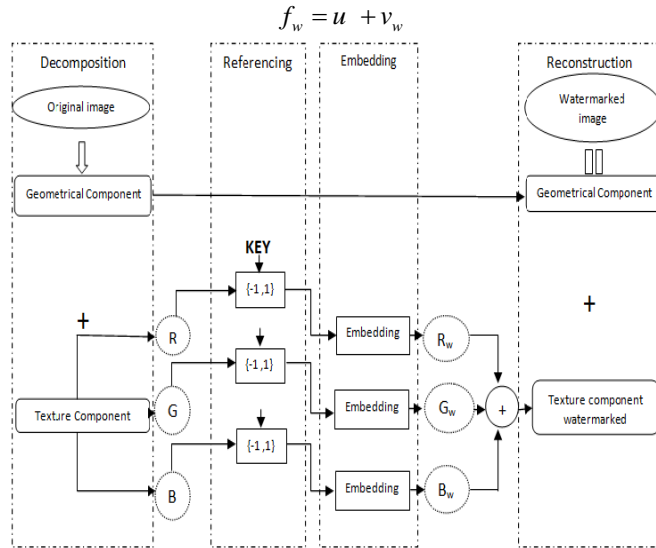 f_w = u + v_w
Decomposition
Referencing
Embedding
Reconstruction
Original image
Watermarked
image
Geometrical Component
Geometrical Component
KEY
{-1,1}
+
+
R
Embedding
R_w
{-1,1}
Texture Component
G
Embedding
G_w
+
Texture component
watermarked
{-1,1}
B
Embedding
B_w